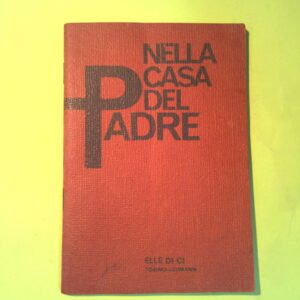 NELLA
CASA
DEL
PADRE
ELLE DI CI
TORINO-LEUMANN